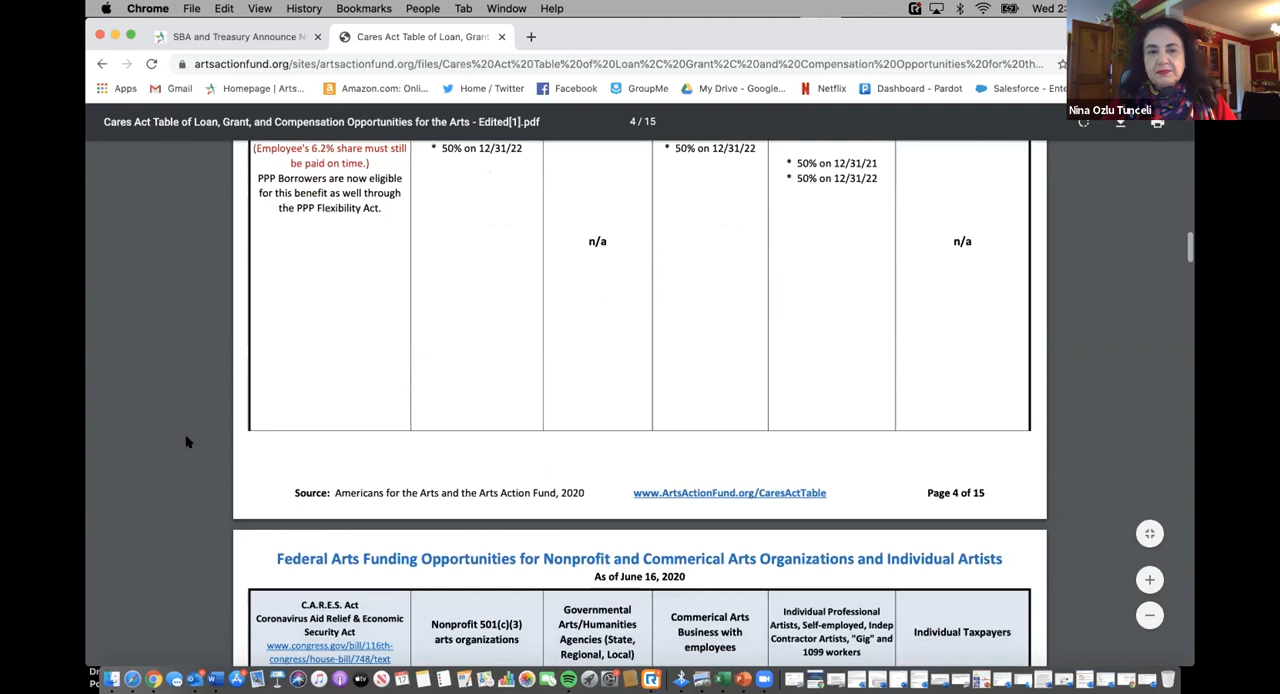 Chrome File Edit View History Bookmarks People Tab Window Help Wed 2:
SBA and Treasury Announce N
Cares Act Table of Loan, Grant
artsactionfund.org/sites/artsactionfund.org/files/Cares%20Act%20Table%20of%20Loan%2C%20Grant%2C%20and%20Compensation%20Opportunities%20for%20th...
Apps Gmail Homepage | Arts... Amazon.com: Onli... Home / Twitter Facebook GroupMe My Drive - Google... Netflix Dashboard - Pardot Salesforce - Ente
Nina Ozlu Tunceli
Cares Act Table of Loan, Grant, and Compensation Opportunities for the Arts - Edited[1].pdf 4 / 15
(Employee's 6.2% share must still
be paid on time.)
PPP Borrowers are now eligible
for this benefit as well through
the PPP Flexibility Act.
* 50% on 12/31/22
n/a
* 50% on 12/31/22
* 50% on 12/31/21
* 50% on 12/31/22
n/a
Source: Americans for the Arts and the Arts Action Fund, 2020 www.ArtsActionFund.org/CaresActTable Page 4 of 15
Federal Arts Funding Opportunities for Nonprofit and Commerical Arts Organizations and Individual Artists
As of June 16, 2020
C.A.R.E.S. Act
Coronavirus Aid Relief & Economic
Security Act
www.congress.gov/bill/116th-
congress/house-bill/748/text
Nonprofit 501(c)(3)
arts organizations
Governmental
Arts/Humanities
Agencies (State,
Regional, Local)
Commerical Arts
Business with
employees
Individual Professional
Artists, Self-employed, Indep
Contractor Artists, "Gig" and
1099 workers
Individual Taxpayers